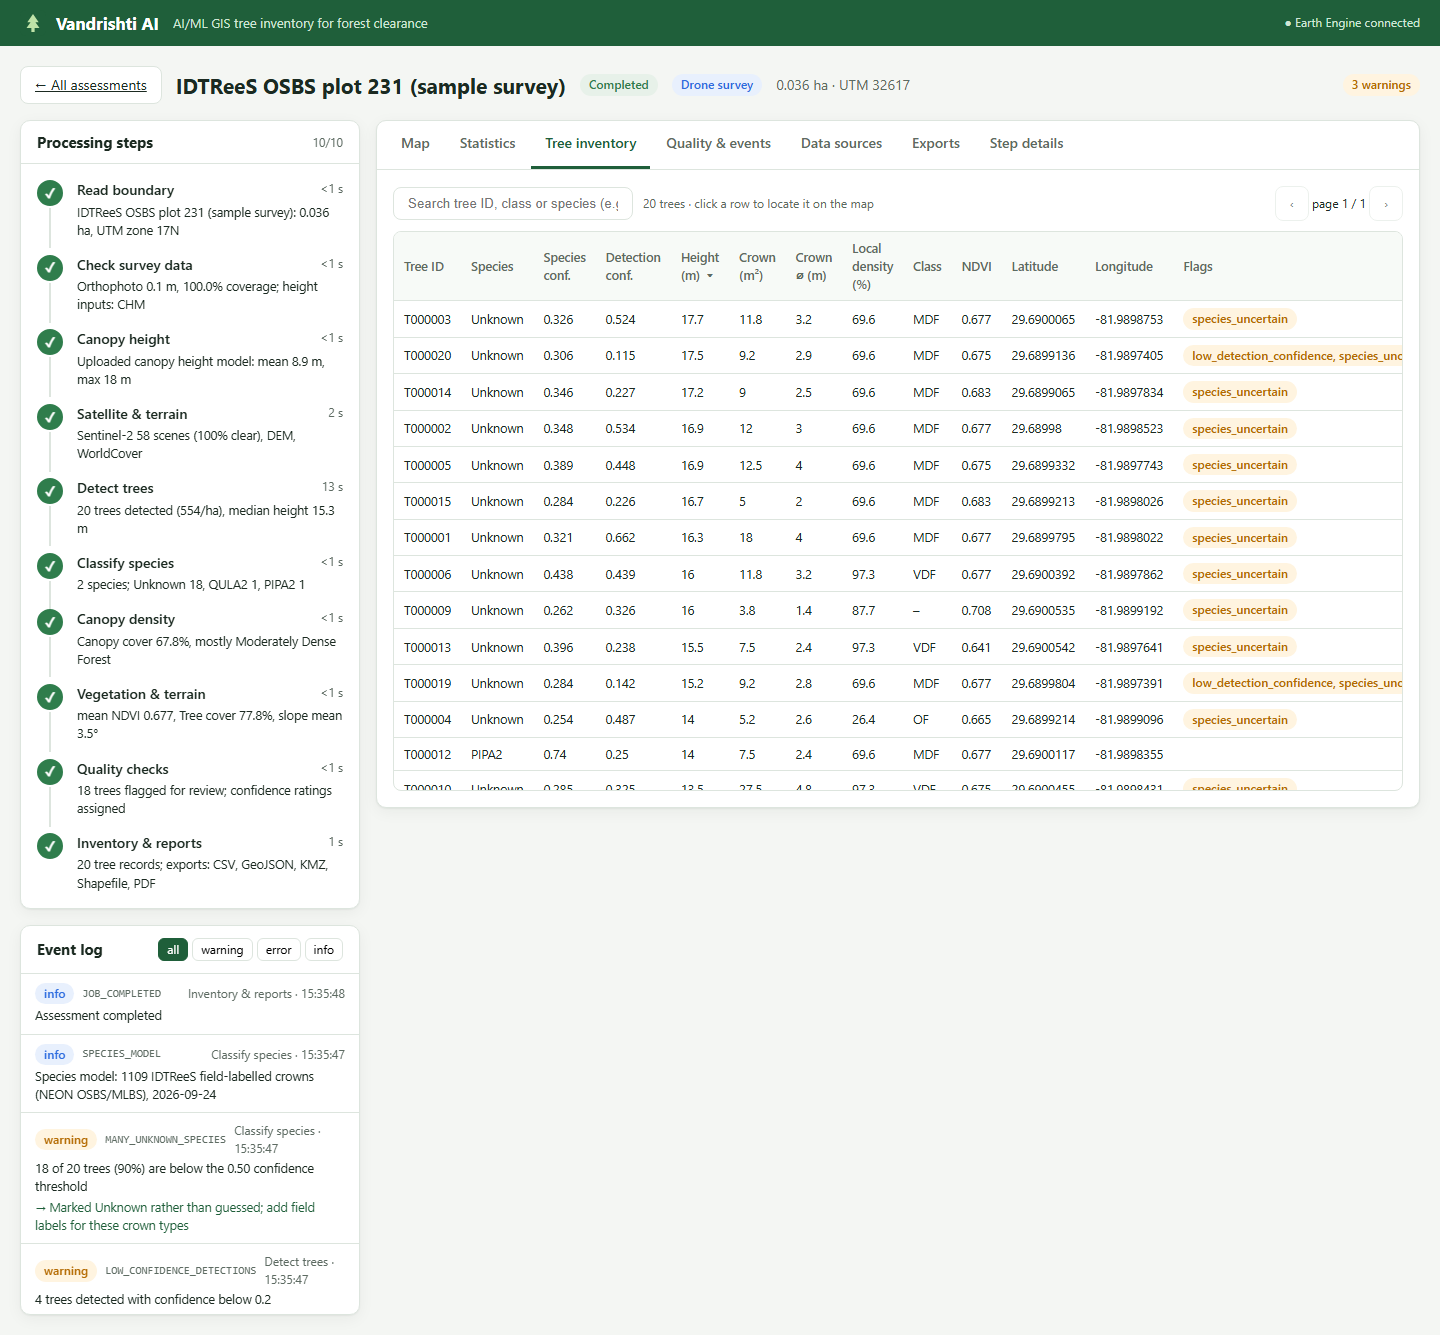 Vandrishti AI AI/ML GIS tree inventory for forest clearance
● Earth Engine connected
← All assessments
IDTReeS OSBS plot 231 (sample survey)
Completed
Drone survey
0.036 ha · UTM 32617
3 warnings
Processing steps 10/10
Read boundary <1 s
IDTReeS OSBS plot 231 (sample survey): 0.036
ha, UTM zone 17N
Check survey data <1 s
Orthophoto 0.1 m, 100.0% coverage; height
inputs: CHM
Canopy height <1 s
Uploaded canopy height model: mean 8.9 m,
max 18 m
Satellite & terrain 2 s
Sentinel-2 58 scenes (100% clear), DEM,
WorldCover
Detect trees 13 s
20 trees detected (554/ha), median height 15.3
m
Classify species <1 s
2 species; Unknown 18, QULA2 1, PIPA2 1
Canopy density <1 s
Canopy cover 67.8%, mostly Moderately Dense
Forest
Vegetation & terrain <1 s
mean NDVI 0.677, Tree cover 77.8%, slope mean
3.5°
Quality checks <1 s
18 trees flagged for review; confidence ratings
assigned
Inventory & reports 1 s
20 tree records; exports: CSV, GeoJSON, KMZ,
Shapefile, PDF
Event log
all warning error info
info JOB_COMPLETED Inventory & reports · 15:35:48
Assessment completed
info SPECIES_MODEL Classify species · 15:35:47
Species model: 1109 IDTReeS field-labelled crowns
(NEON OSBS/MLBS), 2026-09-24
warning MANY_UNKNOWN_SPECIES Classify species ·
15:35:47
18 of 20 trees (90%) are below the 0.50 confidence
threshold
→ Marked Unknown rather than guessed; add field
labels for these crown types
warning LOW_CONFIDENCE_DETECTIONS Detect trees ·
15:35:47
4 trees detected with confidence below 0.2
Map Statistics Tree inventory Quality & events Data sources Exports Step details
Search tree ID, class or species (e.g
20 trees · click a row to locate it on the map
‹ page 1 / 1 ›
Tree ID Species Species conf. Detection conf. Height (m) ▾ Crown (m²) Crown ø (m) Local density (%) Class NDVI Latitude Longitude Flags
T000003 Unknown 0.326 0.524 17.7 11.8 3.2 69.6 MDF 0.677 29.6900065 -81.9898753 species_uncertain
T000020 Unknown 0.306 0.115 17.5 9.2 2.9 69.6 MDF 0.675 29.6899136 -81.9897405 low_detection_confidence, species_unc
T000014 Unknown 0.346 0.227 17.2 9 2.5 69.6 MDF 0.683 29.6899065 -81.9897834 species_uncertain
T000002 Unknown 0.348 0.534 16.9 12 3 69.6 MDF 0.677 29.68998 -81.9898523 species_uncertain
T000005 Unknown 0.389 0.448 16.9 12.5 4 69.6 MDF 0.675 29.6899332 -81.9897743 species_uncertain
T000015 Unknown 0.284 0.226 16.7 5 2 69.6 MDF 0.683 29.6899213 -81.9898026 species_uncertain
T000001 Unknown 0.321 0.662 16.3 18 4 69.6 MDF 0.677 29.6899795 -81.9898022 species_uncertain
T000006 Unknown 0.438 0.439 16 11.8 3.2 97.3 VDF 0.677 29.6900392 -81.9897862 species_uncertain
T000009 Unknown 0.262 0.326 16 3.8 1.4 87.7 – 0.708 29.6900535 -81.9899192 species_uncertain
T000013 Unknown 0.396 0.238 15.5 7.5 2.4 97.3 VDF 0.641 29.6900542 -81.9897641 species_uncertain
T000019 Unknown 0.284 0.142 15.2 9.2 2.8 69.6 MDF 0.677 29.6899804 -81.9897391 low_detection_confidence, species_unc
T000004 Unknown 0.254 0.487 14 5.2 2.6 26.4 OF 0.665 29.6899214 -81.9899096 species_uncertain
T000012 PIPA2 0.74 0.25 14 7.5 2.4 69.6 MDF 0.677 29.6900117 -81.9898355
T000010 Unknown 0.285 0.325 13.5 27.5 4.8 97.3 VDF 0.675 29.6900455 -81.9898431 species_uncertain